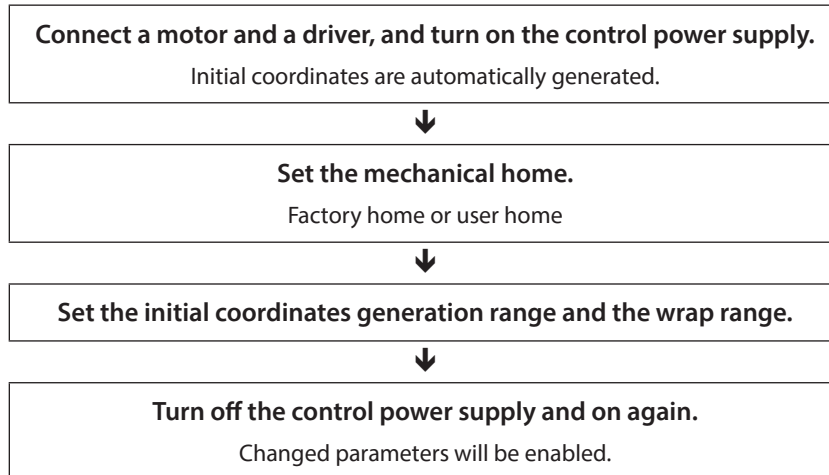 Connect a motor and a driver, and turn on the control power supply.
Initial coordinates are automatically generated.
Set the mechanical home.
Factory home or user home
Set the initial coordinates generation range and the wrap range.
Turn off the control power supply and on again.
Changed parameters will be enabled.